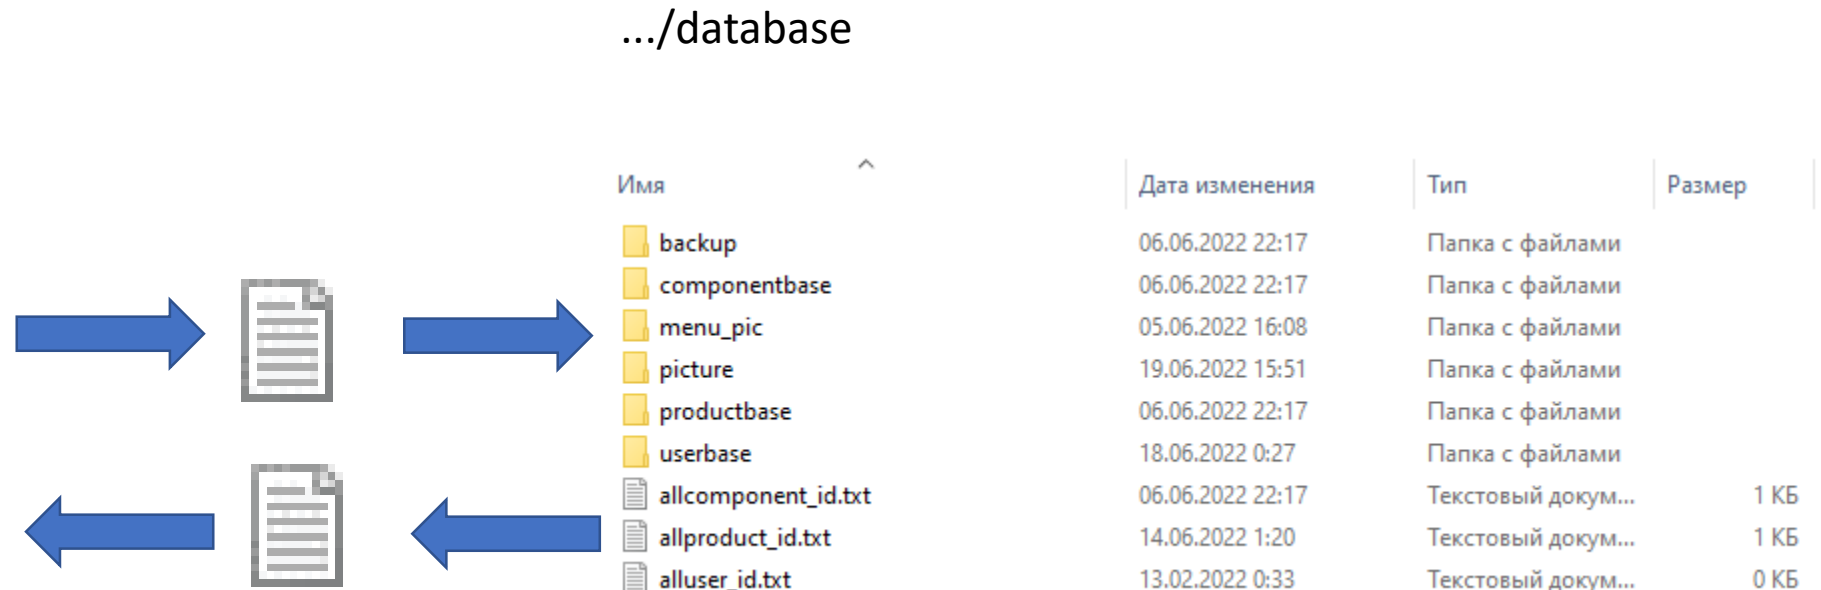 .../database
Имя Дата изменения Тип Размер
backup 06.06.2022 22:17 Папка с файлами
componentbase 06.06.2022 22:17 Папка с файлами
menu_pic 05.06.2022 16:08 Папка с файлами
picture 19.06.2022 15:51 Папка с файлами
productbase 06.06.2022 22:17 Папка с файлами
userbase 18.06.2022 0:27 Папка с файлами
allcomponent_id.txt 06.06.2022 22:17 Текстовый докум... 1 КБ
allproduct_id.txt 14.06.2022 1:20 Текстовый докум... 1 КБ
alluser_id.txt 13.02.2022 0:33 Текстовый докум... 0 КБ